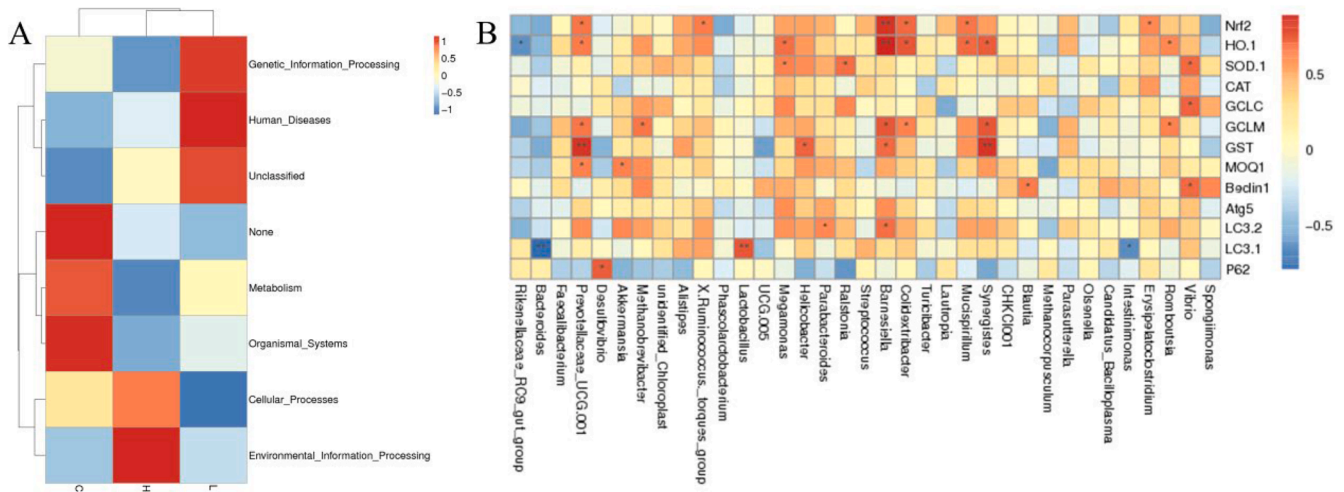 A
1
0.5
0
−0.5
−1
Genetic_Information_Processing
Human_Diseases
Unclassified
None
Metabolism
Organismal_Systems
Cellular_Processes
Environmental_Information_Processing
C
H
L
B
Nrf2
HO.1
SOD.1
CAT
GCLC
GCLM
GST
MOQ1
Beclin1
Atg5
LC3.2
LC3.1
P62
0.5
0
−0.5
Rikenellaceae_RC9_gut_group
Bacteroides
Faecalibacterium
Prevotellaceae_UCG.001
Desulfovibrio
Akkermansia
Methanobrevibacter
unidentified_Chloroplast
Alistipes
X.Ruminococcus_torques_group
Phascolarctobacterium
Lactobacillus
UCG.005
Megamonas
Helicobacter
Parabacteroides
Ralstonia
Streptococcus
Barnesiella
Colidextribacter
Turicibacter
Lautropia
Mucispirillum
Synergistes
CHKCI001
Blautia
Methanocorpusculum
Parasutterella
Olsenella
Candidatus_Bacilloplasma
Intestinimonas
Erysipelatoclostridium
Romboutsia
Vibrio
Spongiimonas